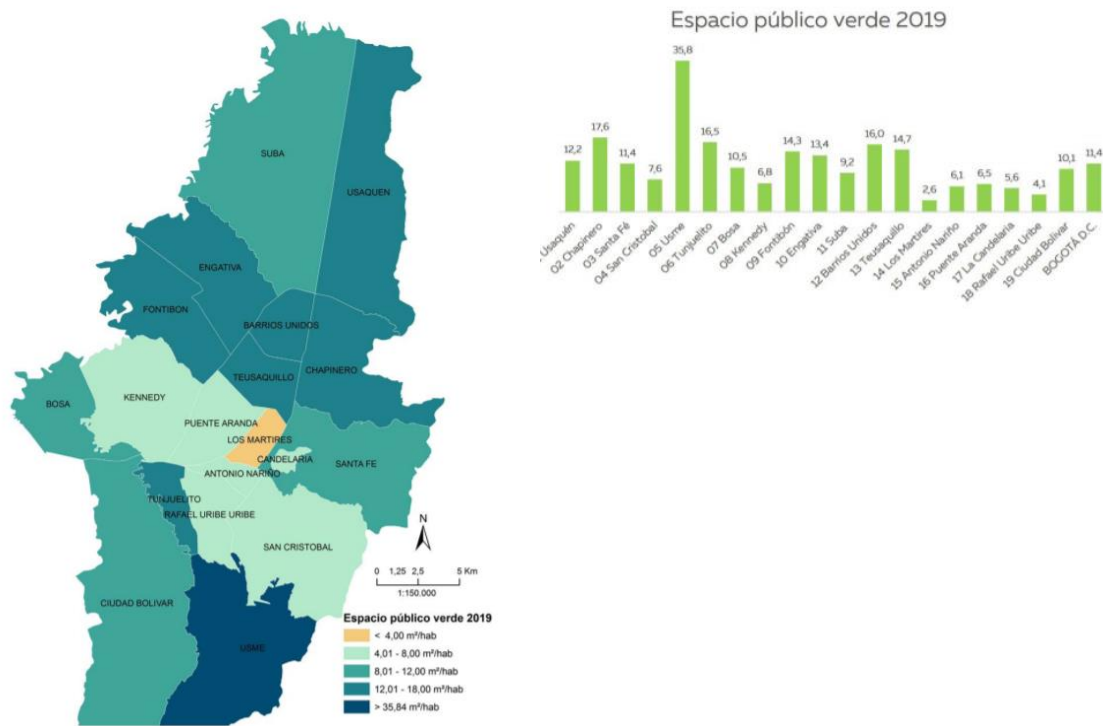 SUBA
USAQUEN
ENGATIVA
FONTIBON
BARRIOS UNIDOS
TEUSAQUILLO
CHAPINERO
KENNEDY
BOSA
PUENTE ARANDA
LOS MARTIRES
CANDELARIA
SANTA FE
ANTONIO NARIÑO
TUNJUELITO
RAFAEL URIBE URIBE
SAN CRISTOBAL
CIUDAD BOLIVAR
USME
N
0 1,25 2,5 5 Km
1:150.000
Espacio público verde 2019
< 4,00 m²/hab
4,01 - 8,00 m²/hab
8,01 - 12,00 m²/hab
12,01 - 18,00 m²/hab
> 35,84 m²/hab
Espacio público verde 2019
12,2
17,6
11,4
7,6
35,8
16,5
10,5
6,8
14,3
13,4
9,2
16,0
14,7
2,6
6,1
6,5
5,6
4,1
10,1
11,4
Usaquén
02 Chapinero
03 Santa Fé
04 San Cristobal
05 Usme
06 Tunjuelito
07 Bosa
08 Kennedy
09 Fontibón
10 Engativa
11 Suba
12 Barrios Unidos
13 Teusaquillo
14 Los Martires
15 Antonio Nariño
16 Puente Aranda
17 La Candelaria
18 Rafael Uribe Uribe
19 Ciudad Bolívar
BOGOTÁ D.C.